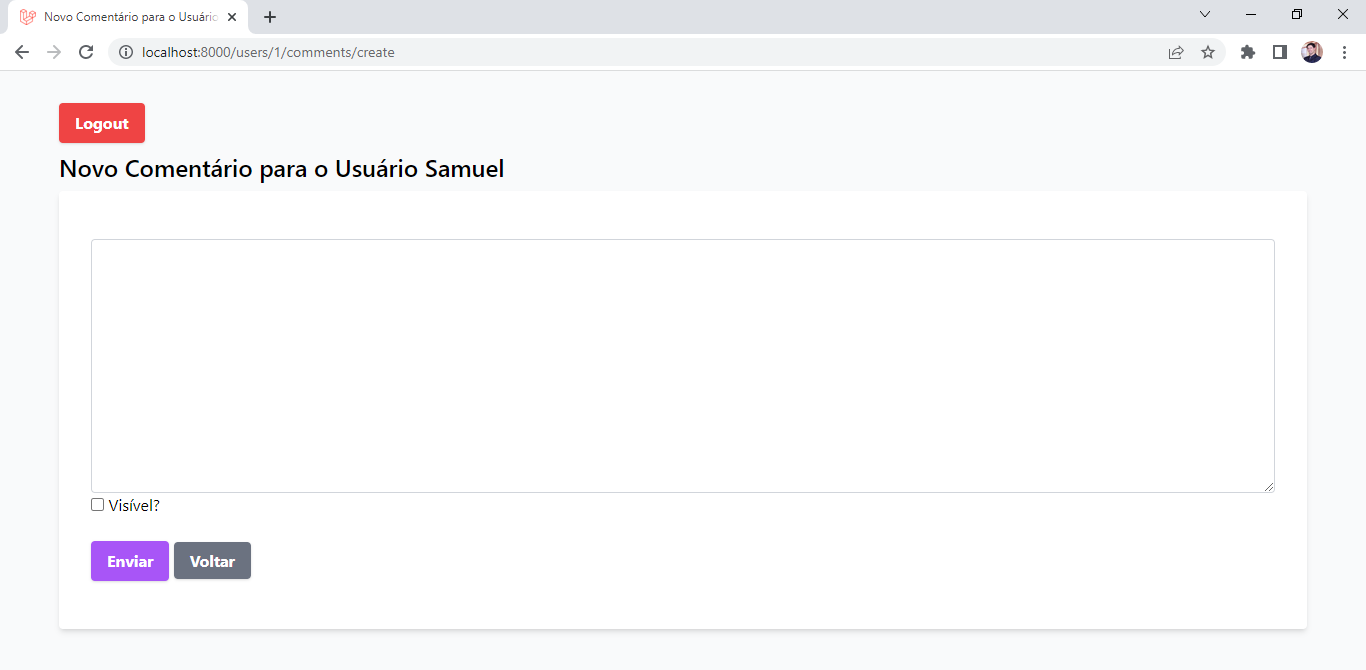 Novo Comentário para o Usuário
localhost:8000/users/1/comments/create
Logout
Novo Comentário para o Usuário Samuel
Visível?
Enviar Voltar